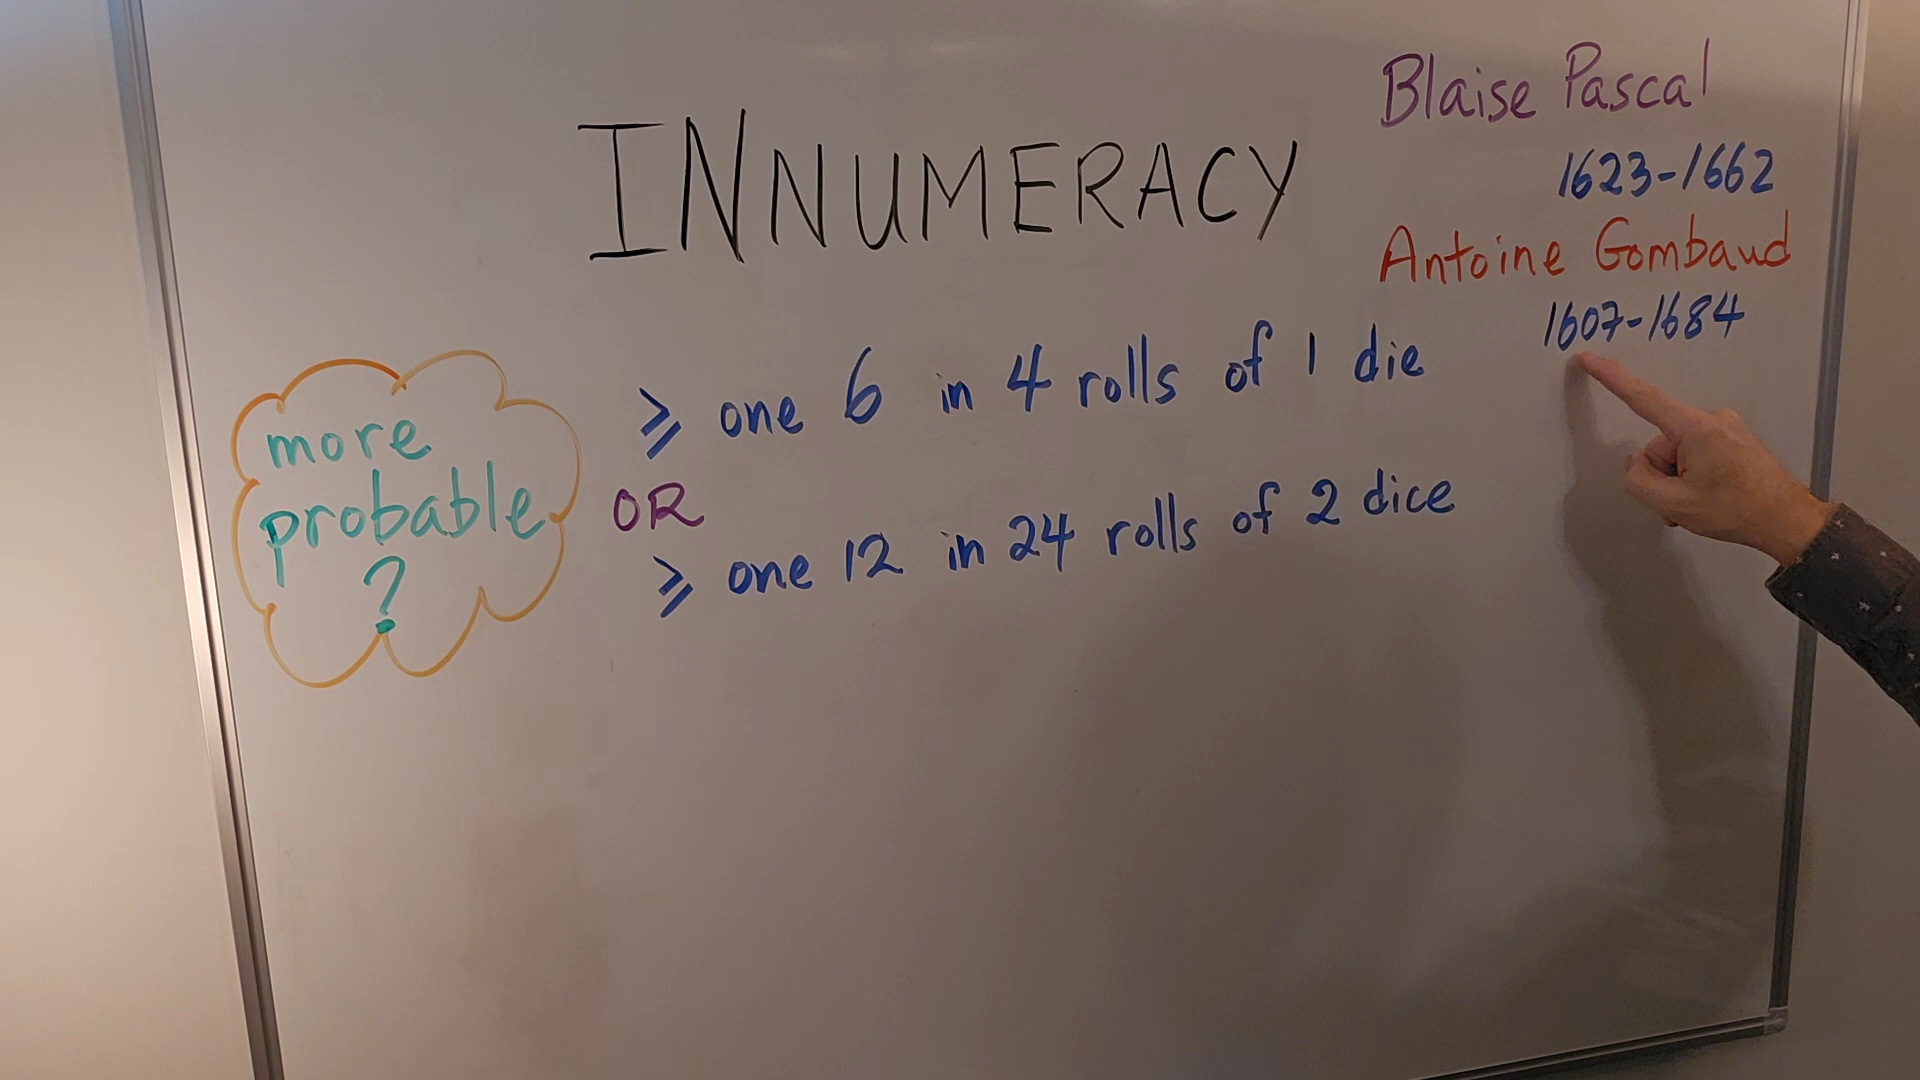 INNUMERACY
Blaise Pascal
1623-1662
Antoine Gombaud
1607-1684
more
probable
?
⩾ one 6 in 4 rolls of 1 die
OR
⩾ one 12 in 24 rolls of 2 dice